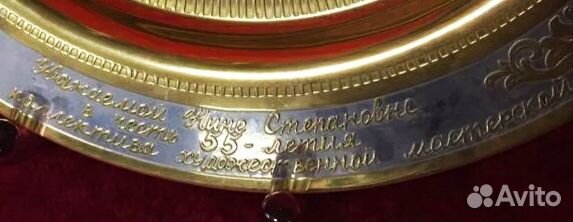 Уважаемой Нине Степановне
в честь 55-летия
коллектива художественной мастерской
Avito